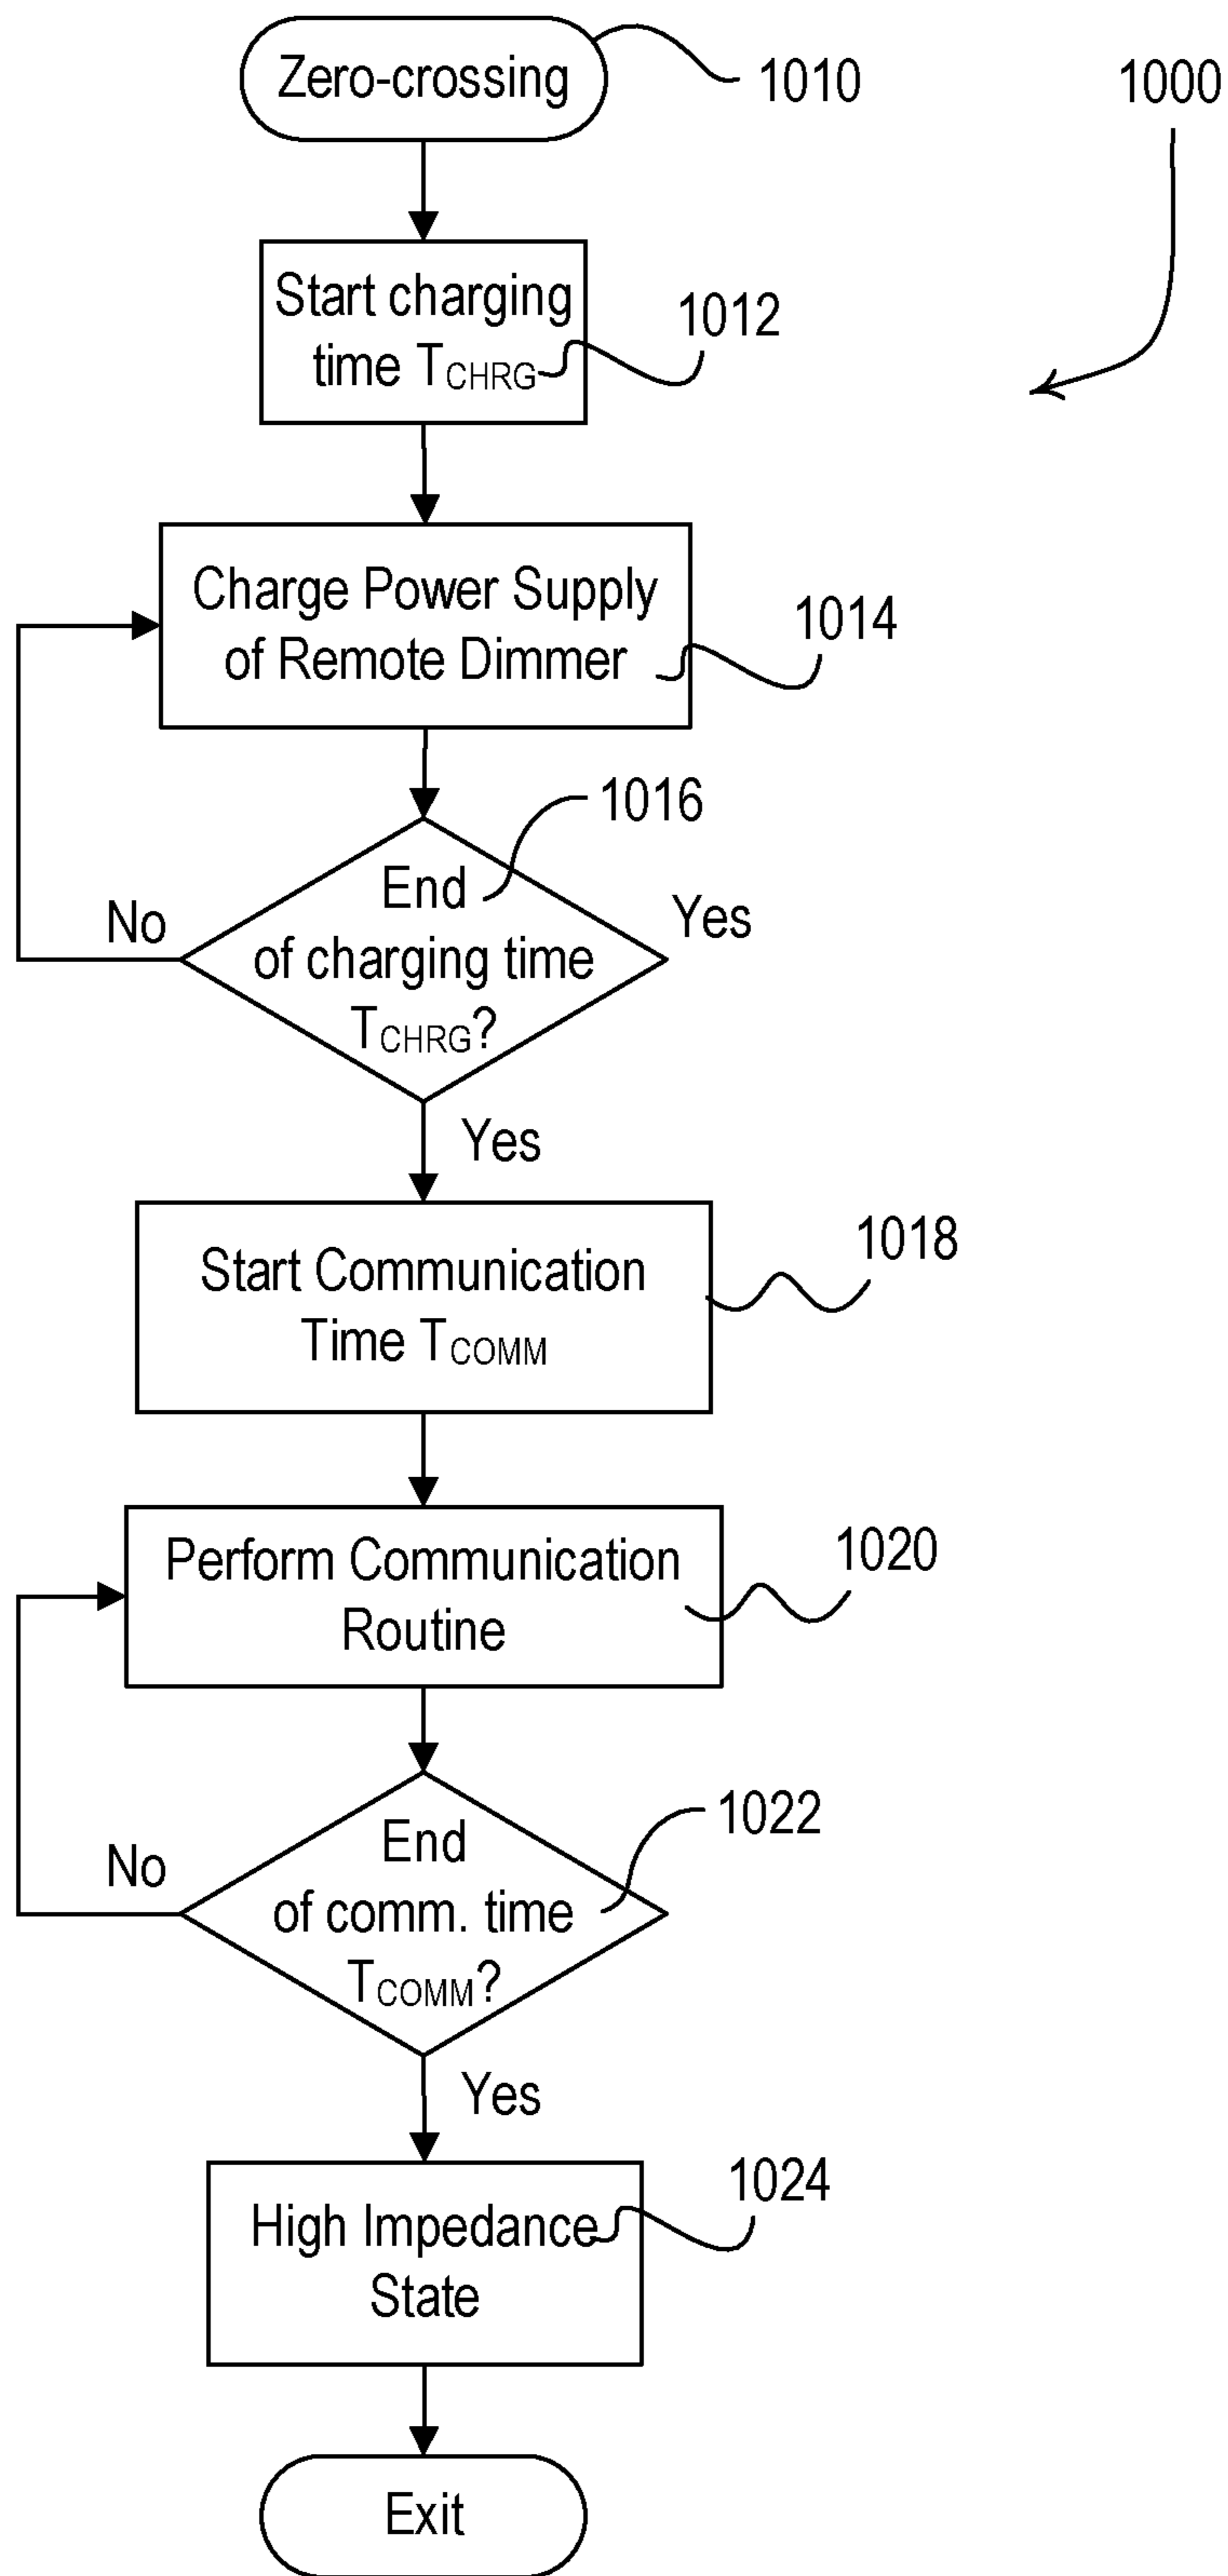 Zero-crossing
1010
1000
Start charging
time TCHRG
1012
Charge Power Supply
of Remote Dimmer
1014
1016
End
of charging time
TCHRG?
No
Yes
Yes
Start Communication
Time TCOMM
1018
Perform Communication
Routine
1020
1022
End
of comm. time
TCOMM?
No
Yes
High Impedance
State
1024
Exit